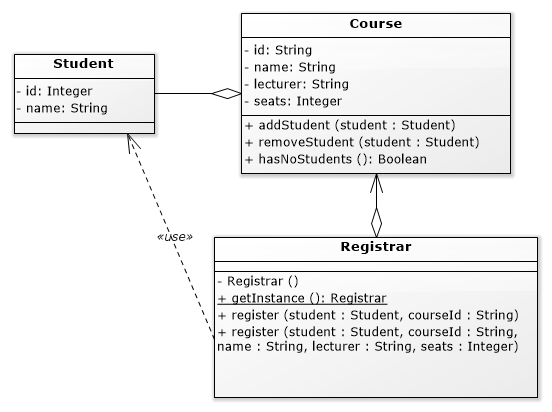 Student
- id: Integer
- name: String
Course
- id: String
- name: String
- lecturer: String
- seats: Integer
+ addStudent (student : Student)
+ removeStudent (student : Student)
+ hasNoStudents (): Boolean
«use»
Registrar
- Registrar ()
+ getInstance (): Registrar
+ register (student : Student, courseId : String)
+ register (student : Student, courseId : String,
name : String, lecturer : String, seats : Integer)